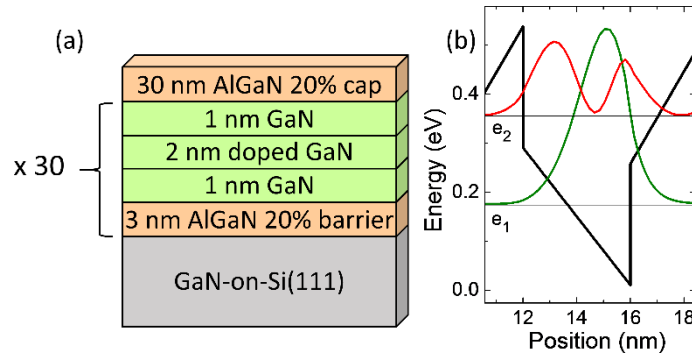 (a)
30 nm AlGaN 20% cap
1 nm GaN
2 nm doped GaN
1 nm GaN
3 nm AlGaN 20% barrier
GaN-on-Si(111)
x 30
(b)
Energy (eV)
0.4
0.2
0.0
e2
e1
12 14 16 18
Position (nm)